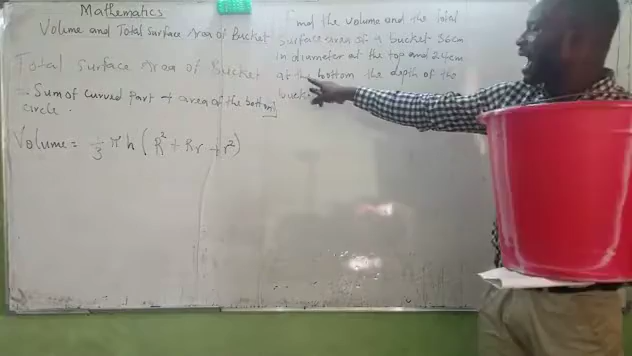 Mathematics
Volume and Total Surface Area of Bucket
Total Surface Area of Bucket
= Sum of curved part + area of the bottom
circle.
Volume = 1/3 π h (R² + Rr + r²)
Find the volume and the Total
surface area of a bucket 36cm
in diameter at the top and 24cm
at the bottom the depth of the